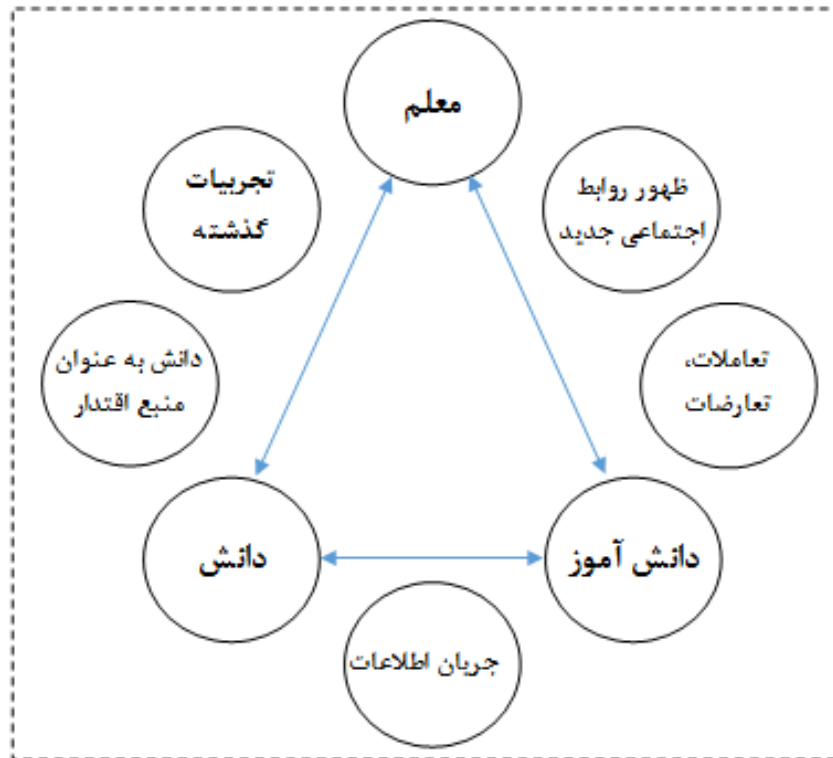 معلم
تجربیات
گذشته
ظهور روابط
اجتماعی جدید
دانش به عنوان
منبع اقتدار
تعاملات،
تعارضات
دانش
دانش آموز
جریان اطلاعات